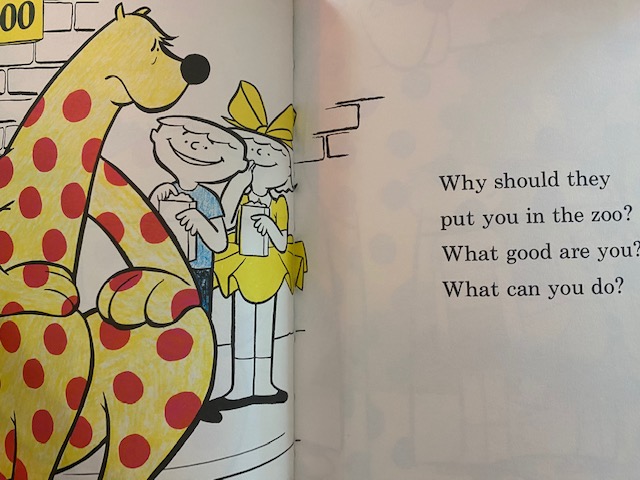 OO
Why should they
put you in the zoo?
What good are you?
What can you do?